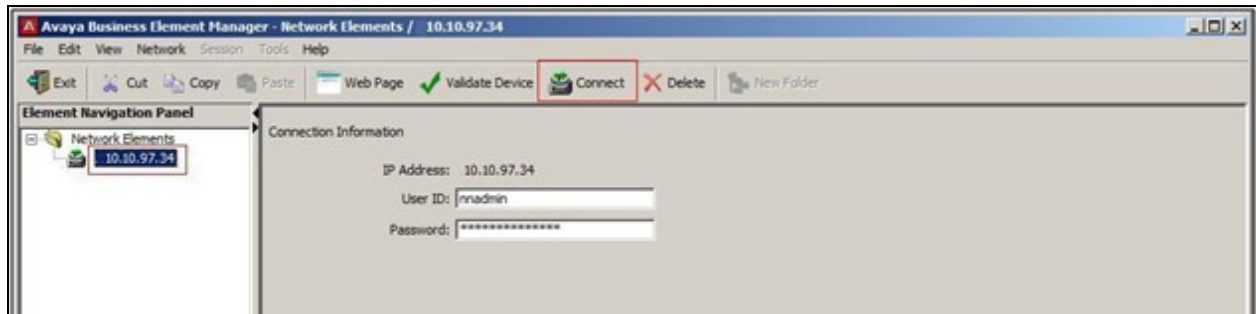 Avaya Business Element Manager - Network Elements / 10.10.97.34
File Edit View Network Session Tools Help
Exit Cut Copy Paste Web Page Validate Device Connect Delete New Folder
Element Navigation Panel
Network Elements
10.10.97.34
Connection Information
IP Address: 10.10.97.34
User ID: nnadmin
Password: **************